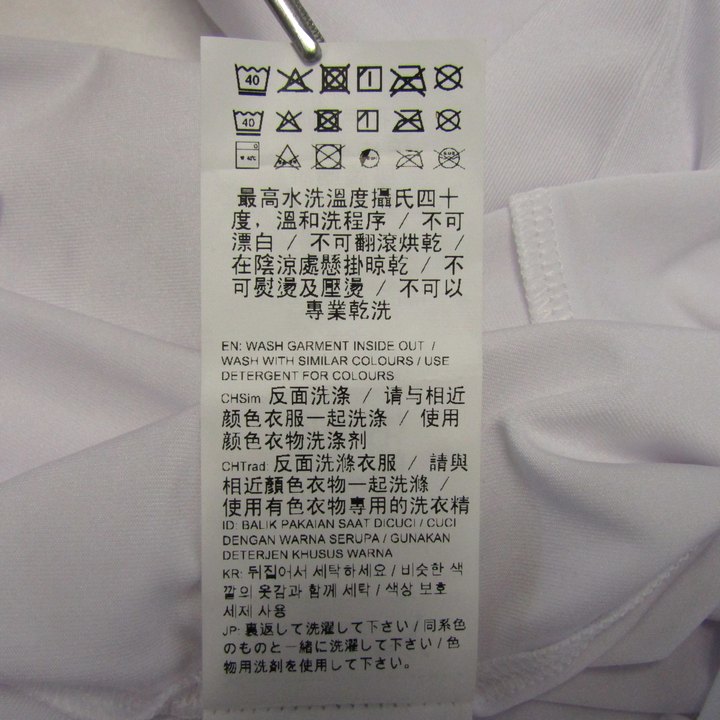 40
40
最高水洗溫度攝氏四十
度，溫和洗程序 / 不可
漂白 / 不可翻滾烘乾 /
在陰涼處懸掛晾乾 / 不
可熨燙及壓燙 / 不可以
專業乾洗
EN: WASH GARMENT INSIDE OUT /
WASH WITH SIMILAR COLOURS / USE
DETERGENT FOR COLOURS
CHSim: 反面洗涤 / 请与相近
颜色衣服一起洗涤 / 使用
颜色衣物洗涤剂
CHTrad: 反面洗滌衣服 / 請與
相近顏色衣物一起洗滌 /
使用有色衣物專用的洗衣精
ID: BALIK PAKAIAN SAAT DICUCI / CUCI
DENGAN WARNA SERUPA / GUNAKAN
DETERJEN KHUSUS WARNA
KR: 뒤집어서 세탁하세요 / 비슷한 색
깔의 옷감과 함께 세탁 / 색상 보호
세제 사용
JP: 裏返して洗濯して下さい / 同系色
のものと一緒に洗濯して下さい / 色
物用洗剤を使用して下さい。